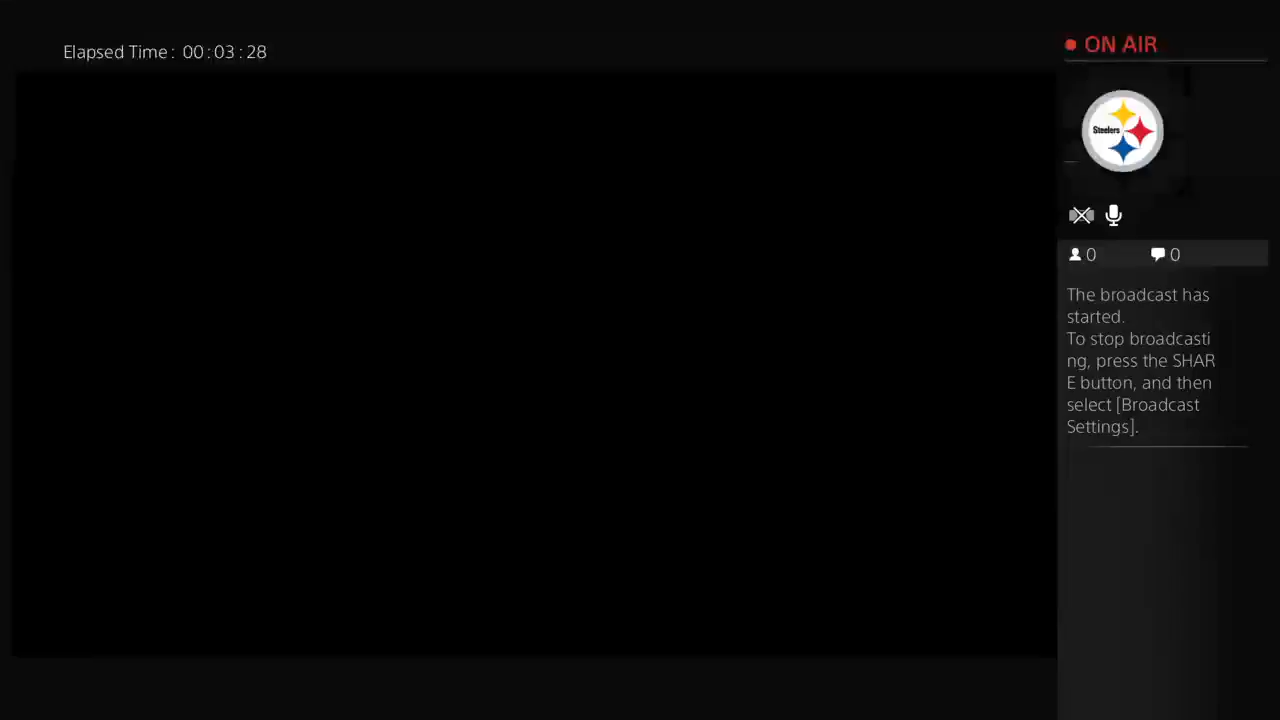 Elapsed Time: 00:03:28
ON AIR
Steelers
0 0
The broadcast has
started.
To stop broadcasti
ng, press the SHAR
E button, and then
select [Broadcast
Settings].